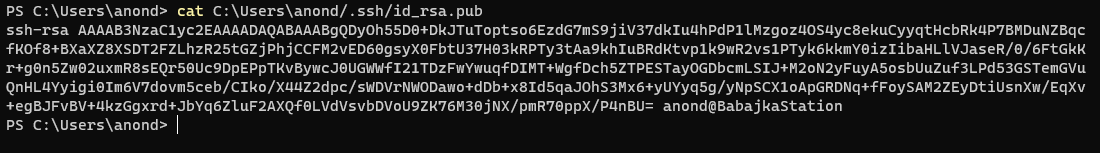 PS C:\Users\anond> cat C:\Users\anond/.ssh/id_rsa.pub
ssh-rsa AAAAB3NzaC1yc2EAAAADAQABAAABgQDyOh55D0+DkJTuToptso6EzdG7mS9jiV37dkIu4hPdP1lMzgoz4OS4yc8ekuCyyqtHcbRk4P7BMDuNZBqc
fKOf8+BXaXZ8XSDT2FZLhzR25tGZjPhjCCFM2vED60gsyX0FbtU37H03kRPTy3tAa9khIuBRdKtvp1k9wR2vs1PTyk6kkmY0izIibaHLlVJaseR/0/6FtGkK
r+g0n5Zw02uxmR8sEQr50Uc9DpEPpTKvBywcJ0UGWWfI21TDzFwYwuqfDIMT+WgfDch5ZTPESTayOGDbcmLSIJ+M2oN2yFuyA5osbUuZuf3LPd53GSTemGVu
QnHL4Yyigi0Im6V7dovm5ceb/CIko/X44Z2dpc/sWDVrNWODawo+dDb+x8Id5qaJOhS3Mx6+yUYyq5g/yNpSCX1oApGRDNq+fFoySAM2ZEyDtiUsnXw/EqXv
+egBJFvBV+4kzGgxrd+JbYq6ZluF2AXQf0LVdVsvbDVoU9ZK76M30jNX/pmR70ppX/P4nBU= anond@BabajkaStation
PS C:\Users\anond>